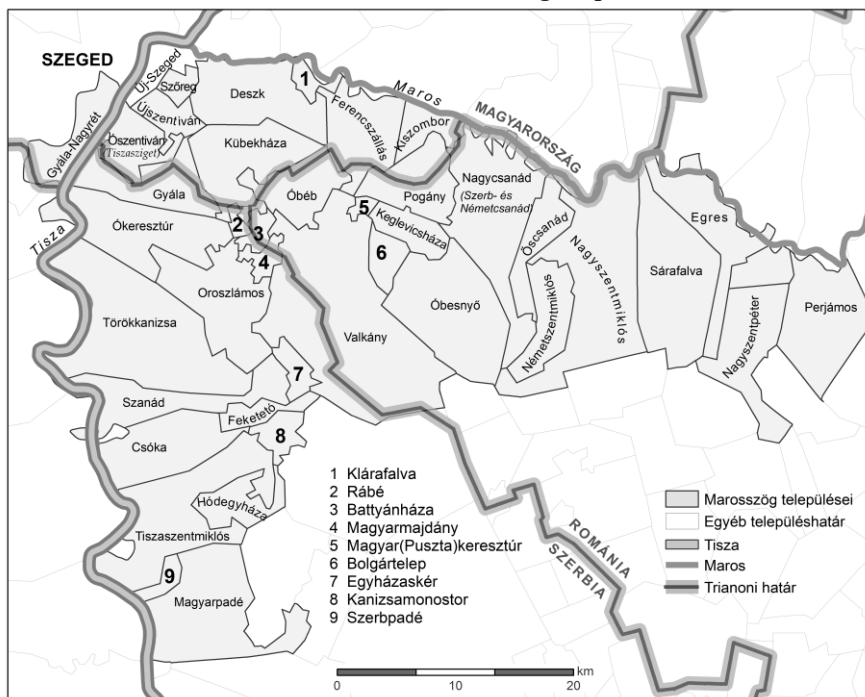 SZEGED
Új-Szeged
Szőreg
Deszk
1
Maros
MAGYARORSZÁG
Gyála-Nagyrét
Újszentiván
Ószentiván
(Tiszasziget)
Kübekháza
Ferencszállás
Kiszombor
Nagycsanád
(Szerb- és
Németcsanád)
Gyála
Óbéb
Pogány
Tisza
Ókeresztúr
2
3
4
5
Keglevicsháza
6
Őscsanád
Nagyszentmiklós
Egres
Sárafalva
Oroszlámos
Óbesnyő
Németszentmiklós
Nagyszentpéter
Perjámos
Törökkanizsa
Valkány
7
Szanád
Feketető
8
Csóka
Hódegyháza
Tiszaszentmiklós
9
Magyarpadé
ROMÁNIA
SZERBIA
1 Klárafalva
2 Rábé
3 Battyánháza
4 Magyarmajdány
5 Magyar(Puszta)keresztúr
6 Bolgártelep
7 Egyházaskér
8 Kanizsamonostor
9 Szerbpadé
Marosszög települései
Egyéb településhatár
Tisza
Maros
Trianoni határ
km
0 10 20